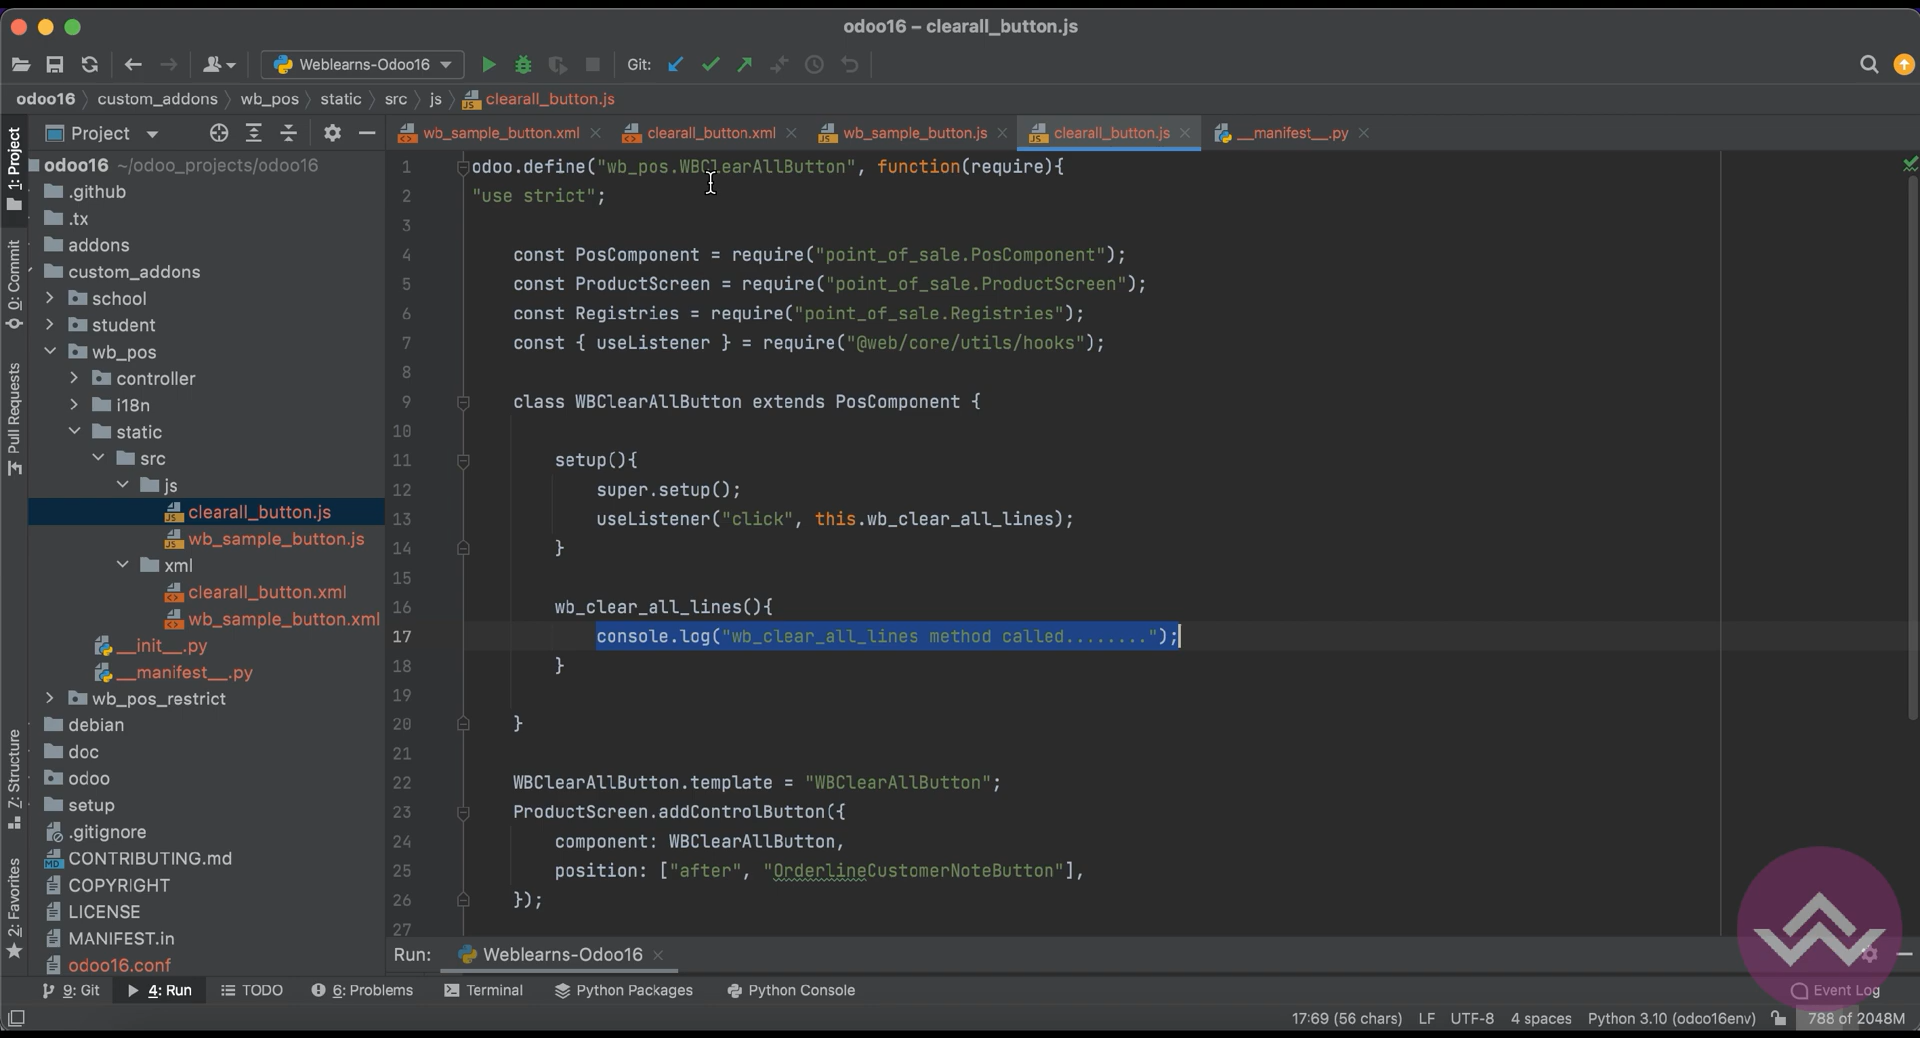 odoo16 – clearall_button.js
Weblearns-Odoo16
Git:
odoo16 custom_addons wb_pos static src js clearall_button.js
Project
wb_sample_button.xml
clearall_button.xml
wb_sample_button.js
clearall_button.js
__manifest__.py
1: Project
0: Commit
Pull Requests
7: Structure
2: Favorites
odoo16 ~/odoo_projects/odoo16
.github
.tx
addons
custom_addons
school
student
wb_pos
controller
i18n
static
src
js
clearall_button.js
wb_sample_button.js
xml
clearall_button.xml
wb_sample_button.xml
__init__.py
__manifest__.py
wb_pos_restrict
debian
doc
odoo
setup
.gitignore
CONTRIBUTING.md
COPYRIGHT
LICENSE
MANIFEST.in
odoo16.conf
1 odoo.define("wb_pos.WBClearAllButton", function(require){
2 "use strict";
3
4 const PosComponent = require("point_of_sale.PosComponent");
5 const ProductScreen = require("point_of_sale.ProductScreen");
6 const Registries = require("point_of_sale.Registries");
7 const { useListener } = require("@web/core/utils/hooks");
8
9 class WBClearAllButton extends PosComponent {
10
11 setup(){
12 super.setup();
13 useListener("click", this.wb_clear_all_lines);
14 }
15
16 wb_clear_all_lines(){
17 console.log("wb_clear_all_lines method called........");
18 }
19
20 }
21
22 WBClearAllButton.template = "WBClearAllButton";
23 ProductScreen.addControlButton({
24 component: WBClearAllButton,
25 position: ["after", "OrderlineCustomerNoteButton"],
26 });
27
Run: Weblearns-Odoo16
9: Git
4: Run
TODO
6: Problems
Terminal
Python Packages
Python Console
Event Log
17:69 (56 chars) LF UTF-8 4 spaces Python 3.10 (odoo16env) 788 of 2048M